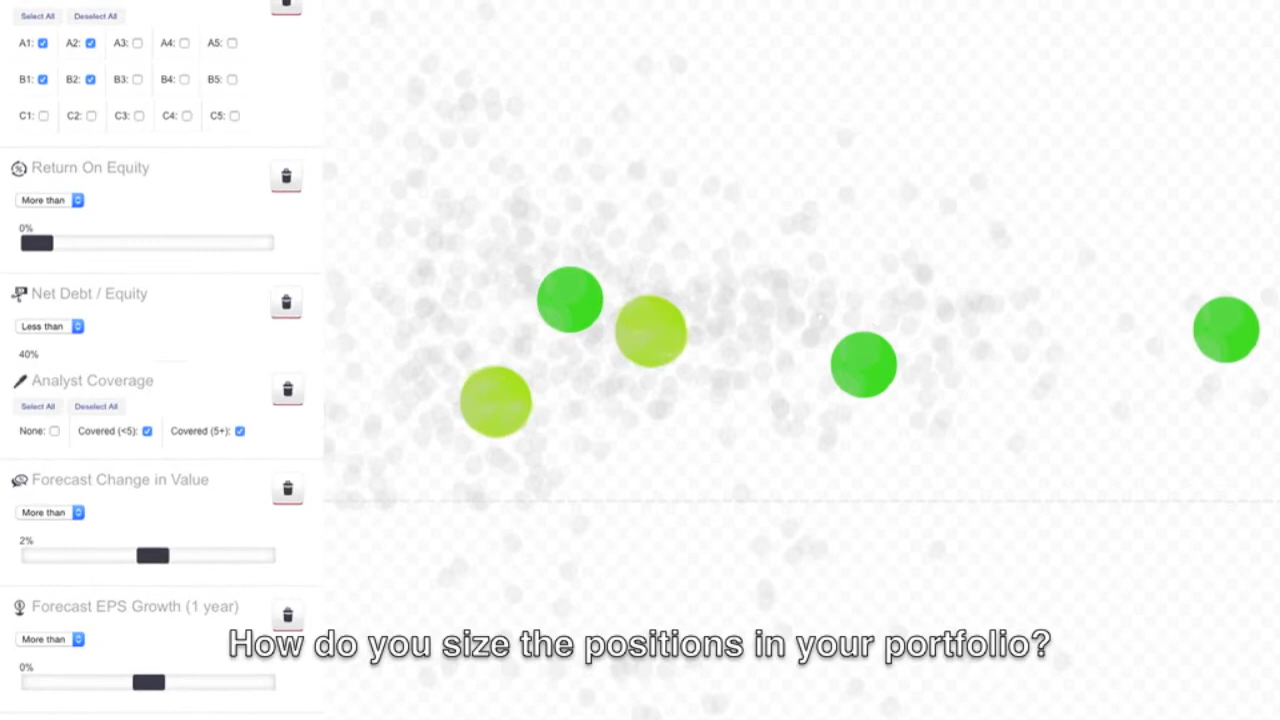 Select All Deselect All
A1: A2: A3: A4: A5:
B1: B2: B3: B4: B5:
C1: C2: C3: C4: C5:
Return On Equity
More than
0%
Net Debt / Equity
Less than
40%
Analyst Coverage
Select All Deselect All
None: Covered (<5): Covered (5+):
Forecast Change in Value
More than
2%
Forecast EPS Growth (1 year)
More than
How do you size the positions in your portfolio?
0%